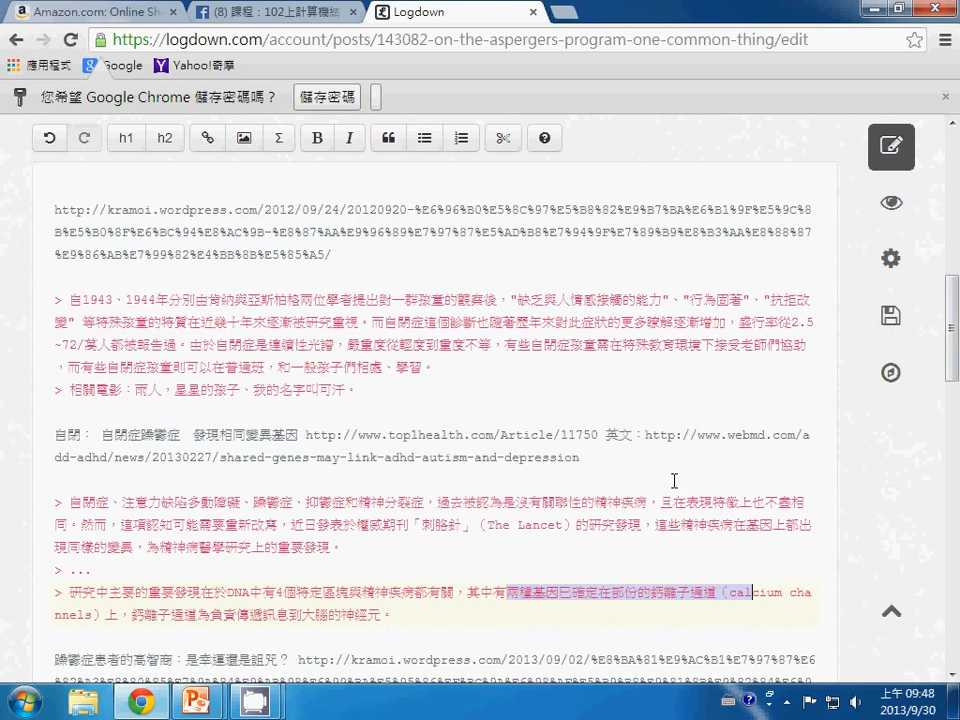 Amazon.com: Online Sh
(8) 課程：102上計算機結
Logdown
https://logdown.com/account/posts/143082-on-the-aspergers-program-one-common-thing/edit
應用程式
Google
Yahoo!奇摩
您希望 Google Chrome 儲存密碼嗎？
儲存密碼
h1
h2
Σ
B
I
http://kramoi.wordpress.com/2012/09/24/20120920-%E6%96%B0%E5%8C%97%E5%B8%82%E9%B7%BA%E6%B1%9F%E5%9C%8
B%E5%B0%8F%E6%BC%94%E8%AC%9B-%E8%87%AA%E9%96%89%E7%97%87%E5%AD%B8%E7%94%9F%E7%89%B9%E8%B3%AA%E8%88%87
%E9%86%AB%E7%99%82%E4%BB%8B%E5%85%A5/
> 自1943、1944年分別由肯納與亞斯柏格兩位學者提出對一群孩童的觀察後，"缺乏與人情感接觸的能力"、"行為固著"、"抗拒改
變" 等特殊孩童的特質在近幾十年來逐漸被研究重視。而自閉症這個診斷也隨著歷年來對此症狀的更多瞭解逐漸增加，盛行率從2.5
~72/萬人都被報告過。由於自閉症是連續性光譜，嚴重度從輕度到重度不等，有些自閉症孩童需在特殊教育環境下接受老師們協助
，而有些自閉症孩童則可以在普通班，和一般孩子們相處、學習。
> 相關電影：雨人，星星的孩子、我的名字叫可汗。
自閉： 自閉症躁鬱症 發現相同變異基因 http://www.top1health.com/Article/11750 英文：http://www.webmd.com/a
dd-adhd/news/20130227/shared-genes-may-link-adhd-autism-and-depression
> 自閉症、注意力缺陷多動障礙、躁鬱症、抑鬱症和精神分裂症，過去被認為是沒有關聯性的精神疾病，且在表現特徵上也不盡相
同。然而，這項認知可能需要重新改寫，近日發表於權威期刊「刺胳針」（The Lancet）的研究發現，這些精神疾病在基因上都出
現同樣的變異，為精神病醫學研究上的重要發現。
> ...
> 研究中主要的重要發現在於DNA中有4個特定區塊與精神疾病都有關，其中有兩種基因已確定在部份的鈣離子通道（calcium cha
nnels）上，鈣離子通道為負責傳遞訊息到大腦的神經元。
躁鬱症患者的高智商：是幸運還是詛咒？ http://kramoi.wordpress.com/2013/09/02/%E8%BA%81%E9%AC%B1%E7%97%87%E6
上午 09:48
2013/9/30